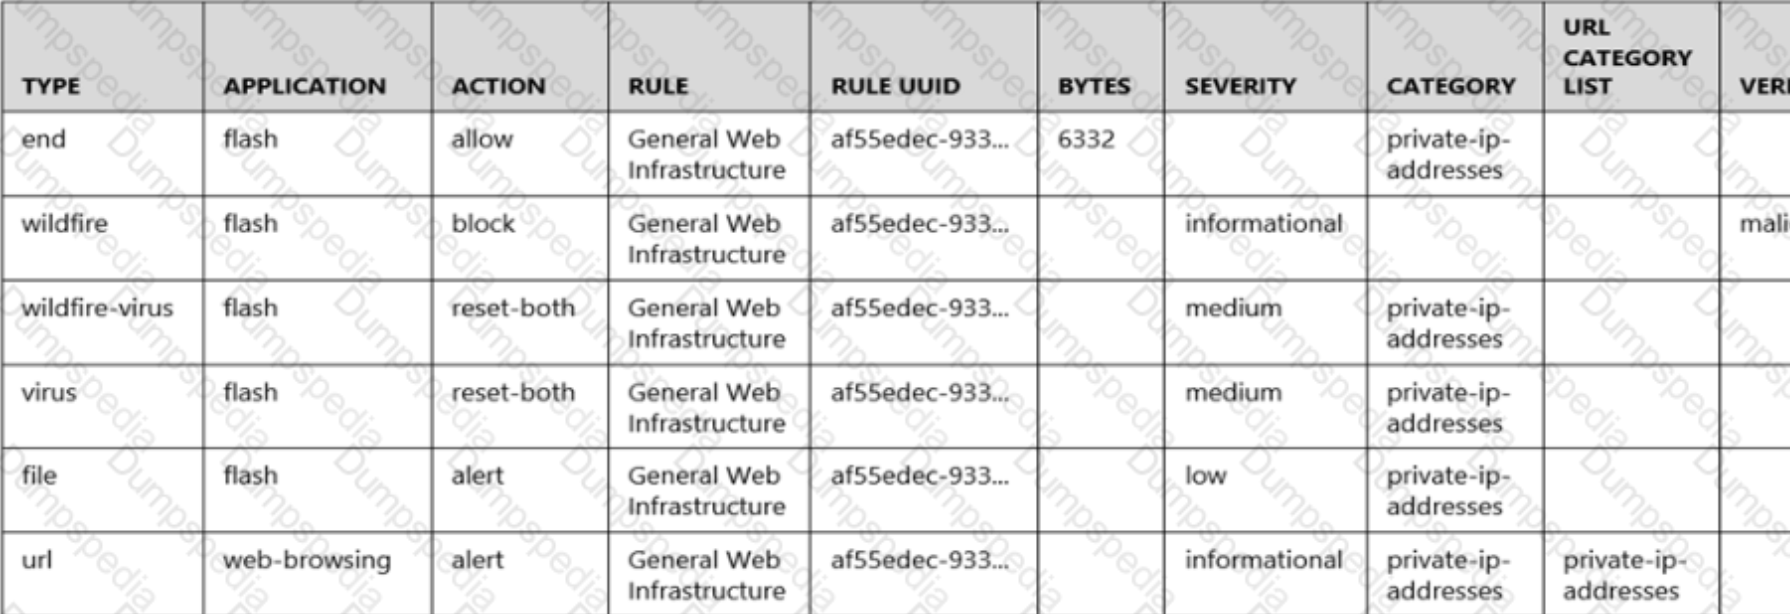 TYPE APPLICATION ACTION RULE RULE UUID BYTES SEVERITY CATEGORY URL CATEGORY LIST VERI
end flash allow General Web Infrastructure af55edec-933... 6332 private-ip-addresses
wildfire flash block General Web Infrastructure af55edec-933... informational mali
wildfire-virus flash reset-both General Web Infrastructure af55edec-933... medium private-ip-addresses
virus flash reset-both General Web Infrastructure af55edec-933... medium private-ip-addresses
file flash alert General Web Infrastructure af55edec-933... low private-ip-addresses
url web-browsing alert General Web Infrastructure af55edec-933... informational private-ip-addresses private-ip-addresses
Dumpspedia